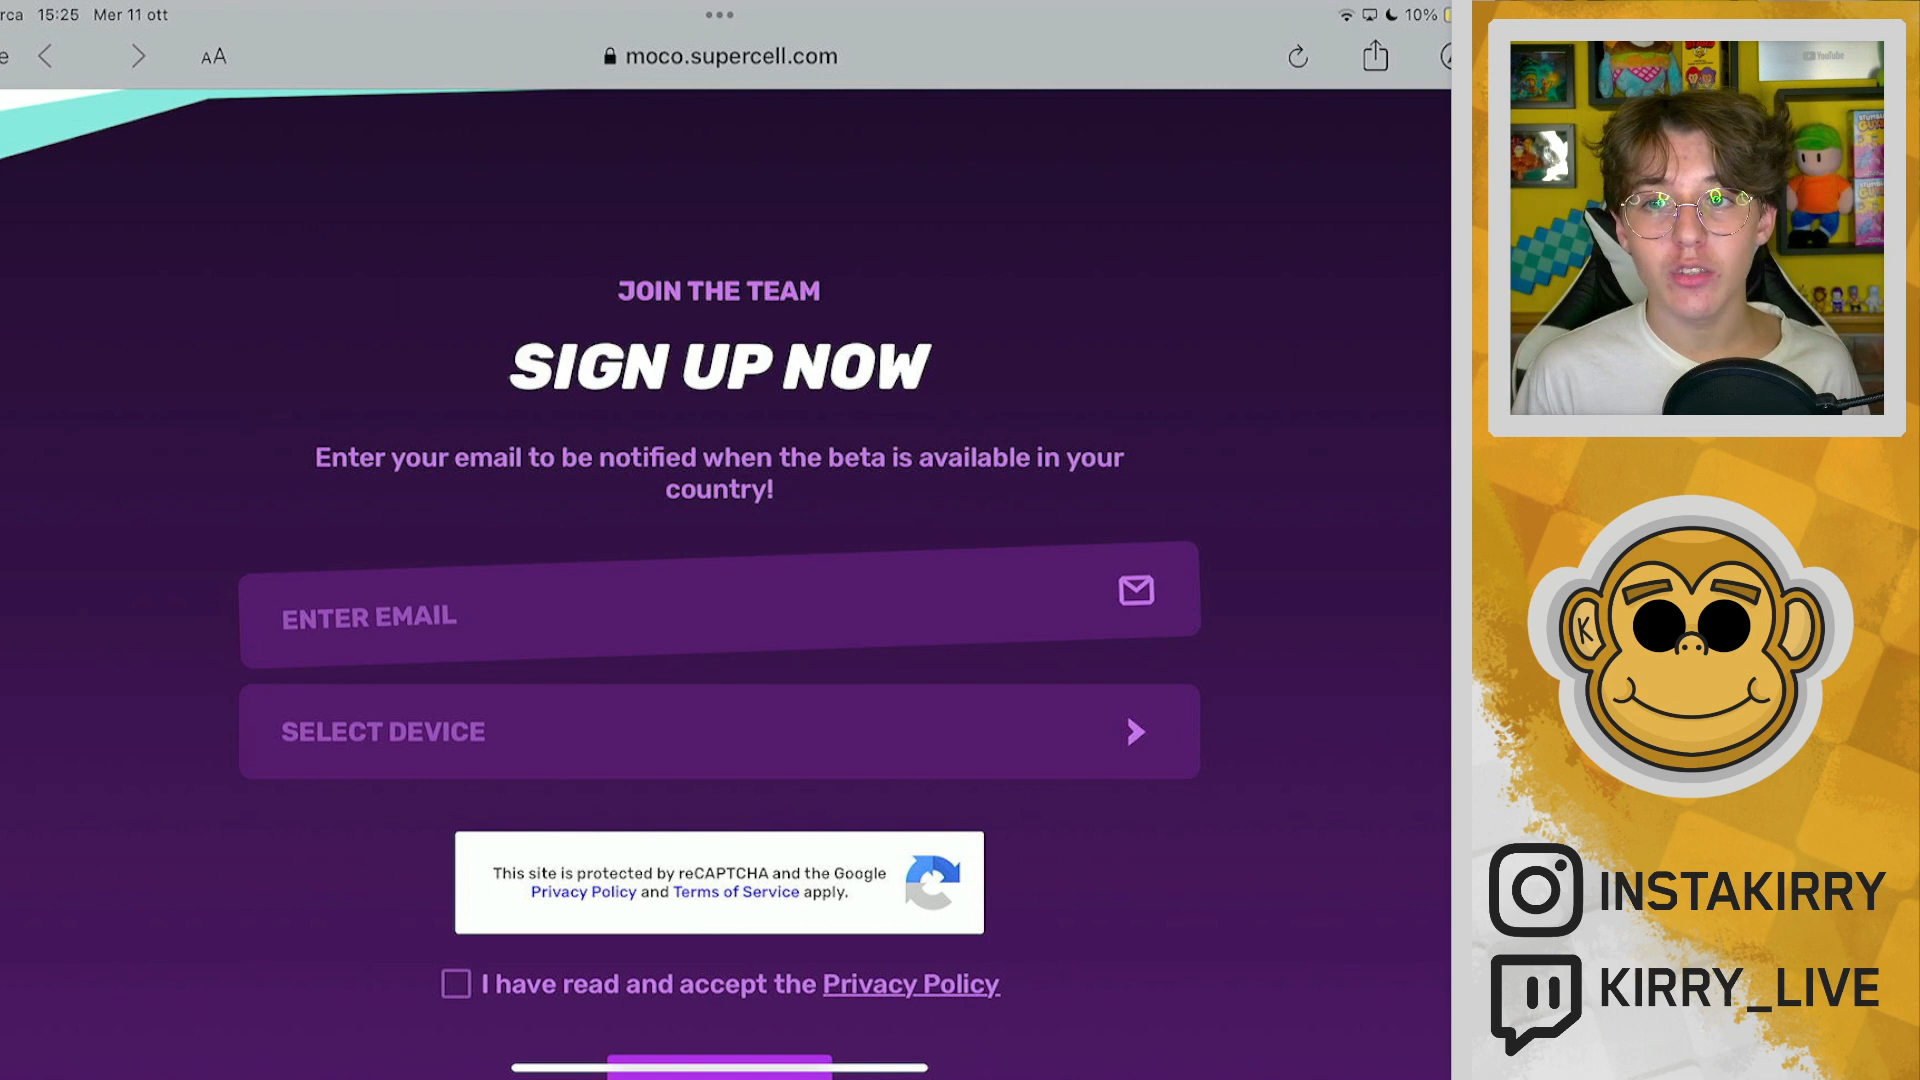 rca 15:25 Mer 11 ott
10%
e
AA
moco.supercell.com
JOIN THE TEAM
SIGN UP NOW
Enter your email to be notified when the beta is available in your
country!
ENTER EMAIL
SELECT DEVICE
This site is protected by reCAPTCHA and the Google
Privacy Policy and Terms of Service apply.
I have read and accept the Privacy Policy
YouTube
K
INSTAKIRRY
KIRRY_LIVE